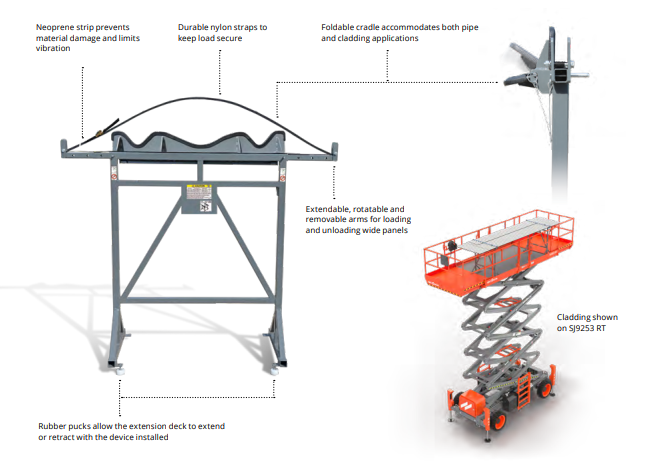 Neoprene strip prevents
material damage and limits
vibration
Durable nylon straps to
keep load secure
Foldable cradle accommodates both pipe
and cladding applications
Extendable, rotatable and
removable arms for loading
and unloading wide panels
Cladding shown
on SJ9253 RT
Rubber pucks allow the extension deck to extend
or retract with the device installed